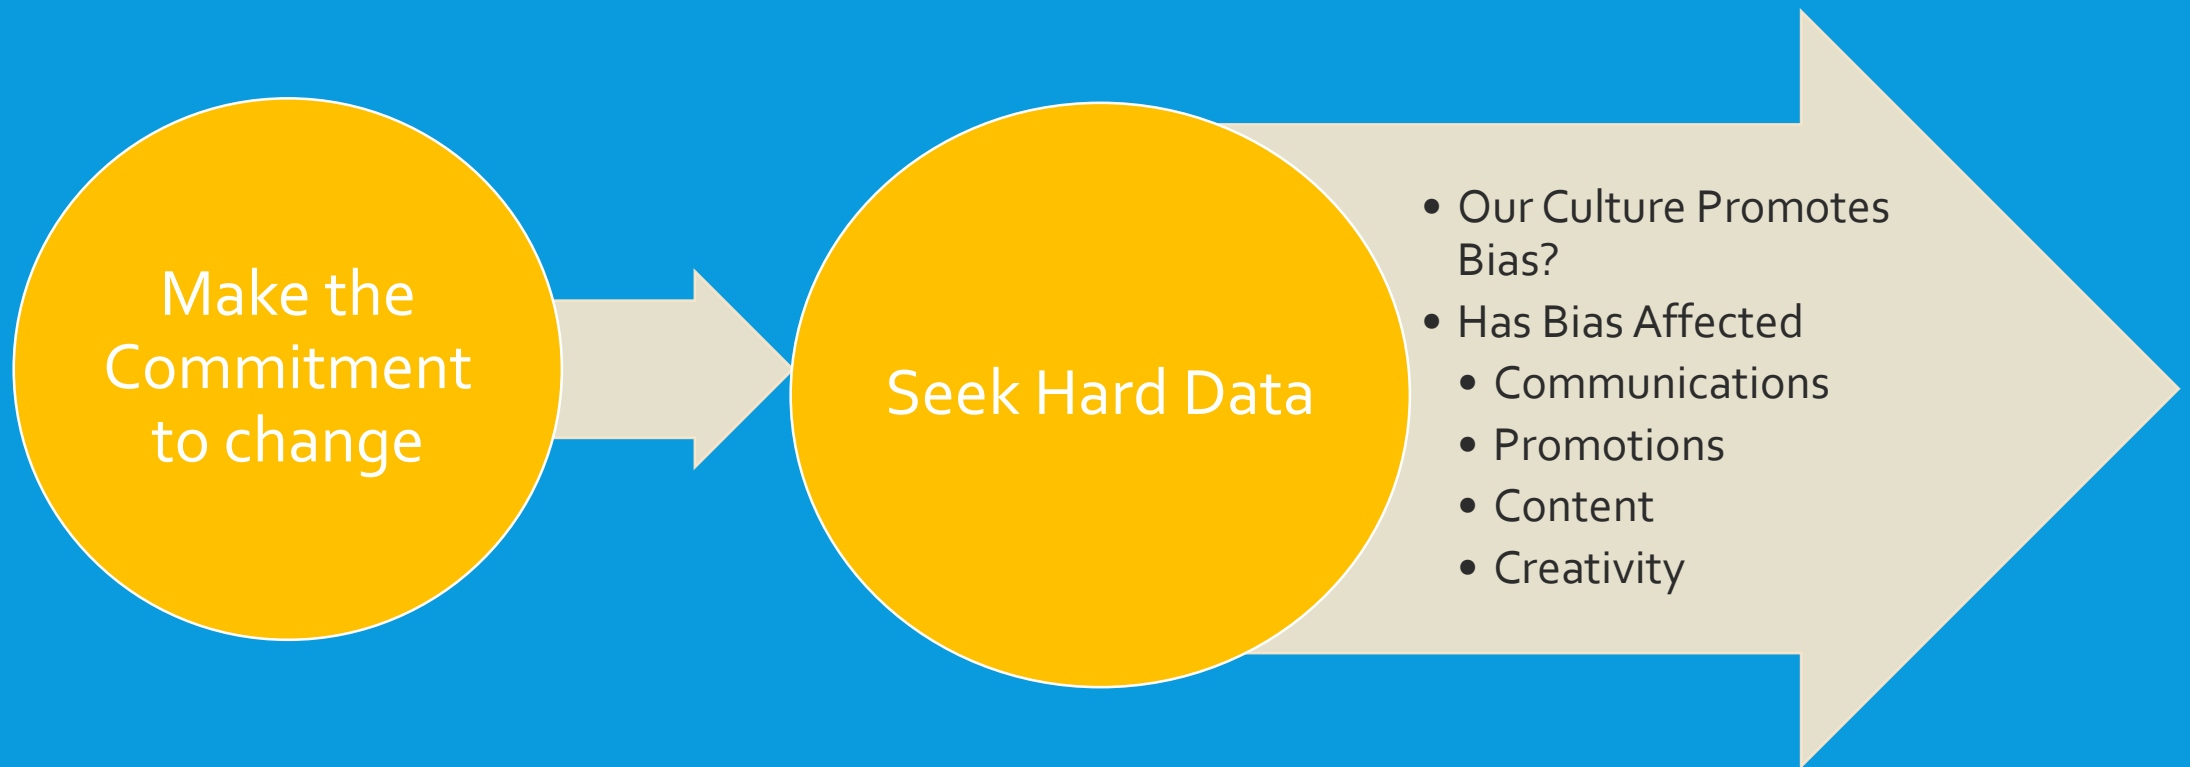 Make the
Commitment
to change
Seek Hard Data
• Our Culture Promotes
Bias?
• Has Bias Affected
• Communications
• Promotions
• Content
• Creativity